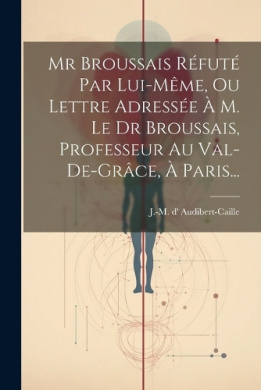 Mr Broussais Réfuté
Par Lui-Même, Ou
Lettre Adressée À M.
Le Dr Broussais,
Professeur Au Val-
De-Grâce, À Paris...
J.-M. d' Audibert-Caille